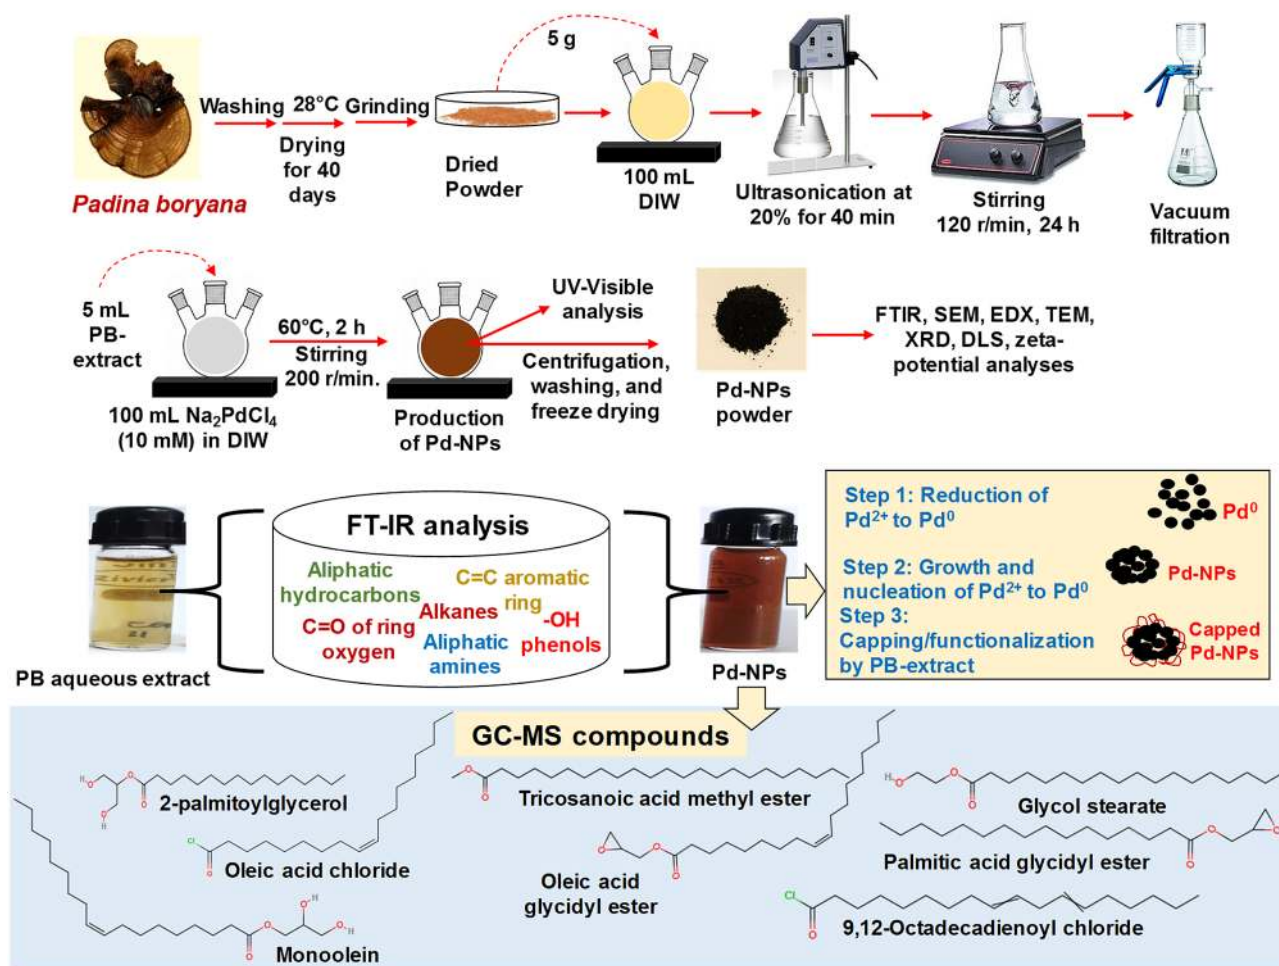 5 g
Washing
28°C
Grinding
Drying
for 40
days
Padina boryana
Dried
Powder
100 mL
DIW
Ultrasonication at
20% for 40 min
Stirring
120 r/min, 24 h
Vacuum
filtration
5 mL
PB-
extract
100 mL Na₂PdCl₄
(10 mM) in DIW
60°C, 2 h
Stirring
200 r/min.
Production
of Pd-NPs
UV-Visible
analysis
Centrifugation,
washing, and
freeze drying
Pd-NPs
powder
FTIR, SEM, EDX, TEM,
XRD, DLS, zeta-
potential analyses
PB aqueous extract
FT-IR analysis
Aliphatic
hydrocarbons
C=C aromatic
ring
Alkanes
C=O of ring
oxygen
-OH
phenols
Aliphatic
amines
Pd-NPs
Step 1: Reduction of
Pd²⁺ to Pd⁰
Pd⁰
Step 2: Growth and
nucleation of Pd²⁺ to Pd⁰
Pd-NPs
Step 3:
Capping/functionalization
by PB-extract
Capped
Pd-NPs
GC-MS compounds
2-palmitoylglycerol
Oleic acid chloride
Monoolein
Tricosanoic acid methyl ester
Oleic acid
glycidyl ester
Glycol stearate
Palmitic acid glycidyl ester
9,12-Octadecadienoyl chloride